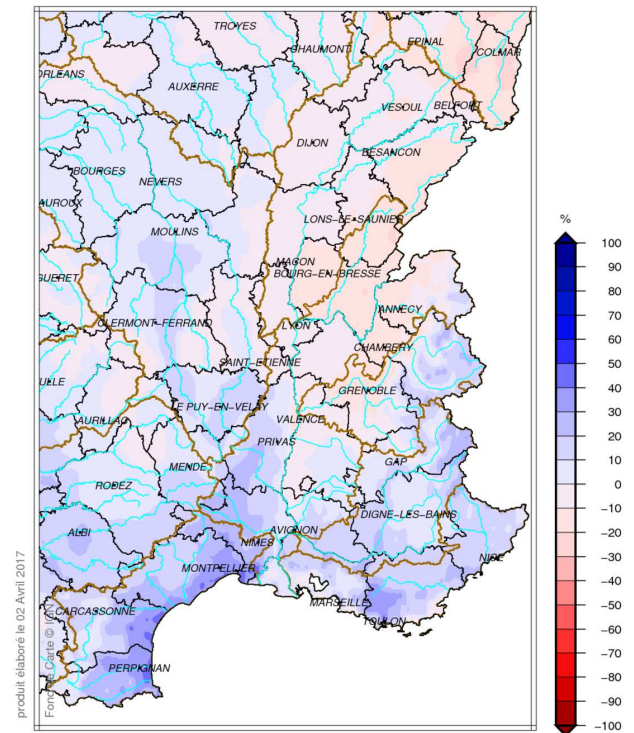 TROYES
CHAUMONT
EPINAL
COLMAR
ORLEANS
AUXERRE
VESOUL
BELFORT
DIJON
BESANCON
BOURGES
NEVERS
AUROUX
LONS-LE-SAUNIER
MOULINS
MACON
BOURG-EN-BRESSE
GUERET
ANNECY
CLERMONT-FERRAND
LYON
CHAMBERY
SAINT-ETIENNE
ULLE
GRENOBLE
LE PUY-EN-VELAY
AURILLAC
VALENCE
PRIVAS
MENDE
GAP
RODEZ
DIGNE-LES-BAINS
ALBI
AVIGNON
NIMES
NICE
MONTPELLIER
MARSEILLE
CARCASSONNE
TOULON
PERPIGNAN
produit élaboré le 02 Avril 2017
Fond de Carte © IGN
%
100
90
80
70
60
50
40
30
20
10
0
−10
−20
−30
−40
−50
−60
−70
−80
−90
−100
%